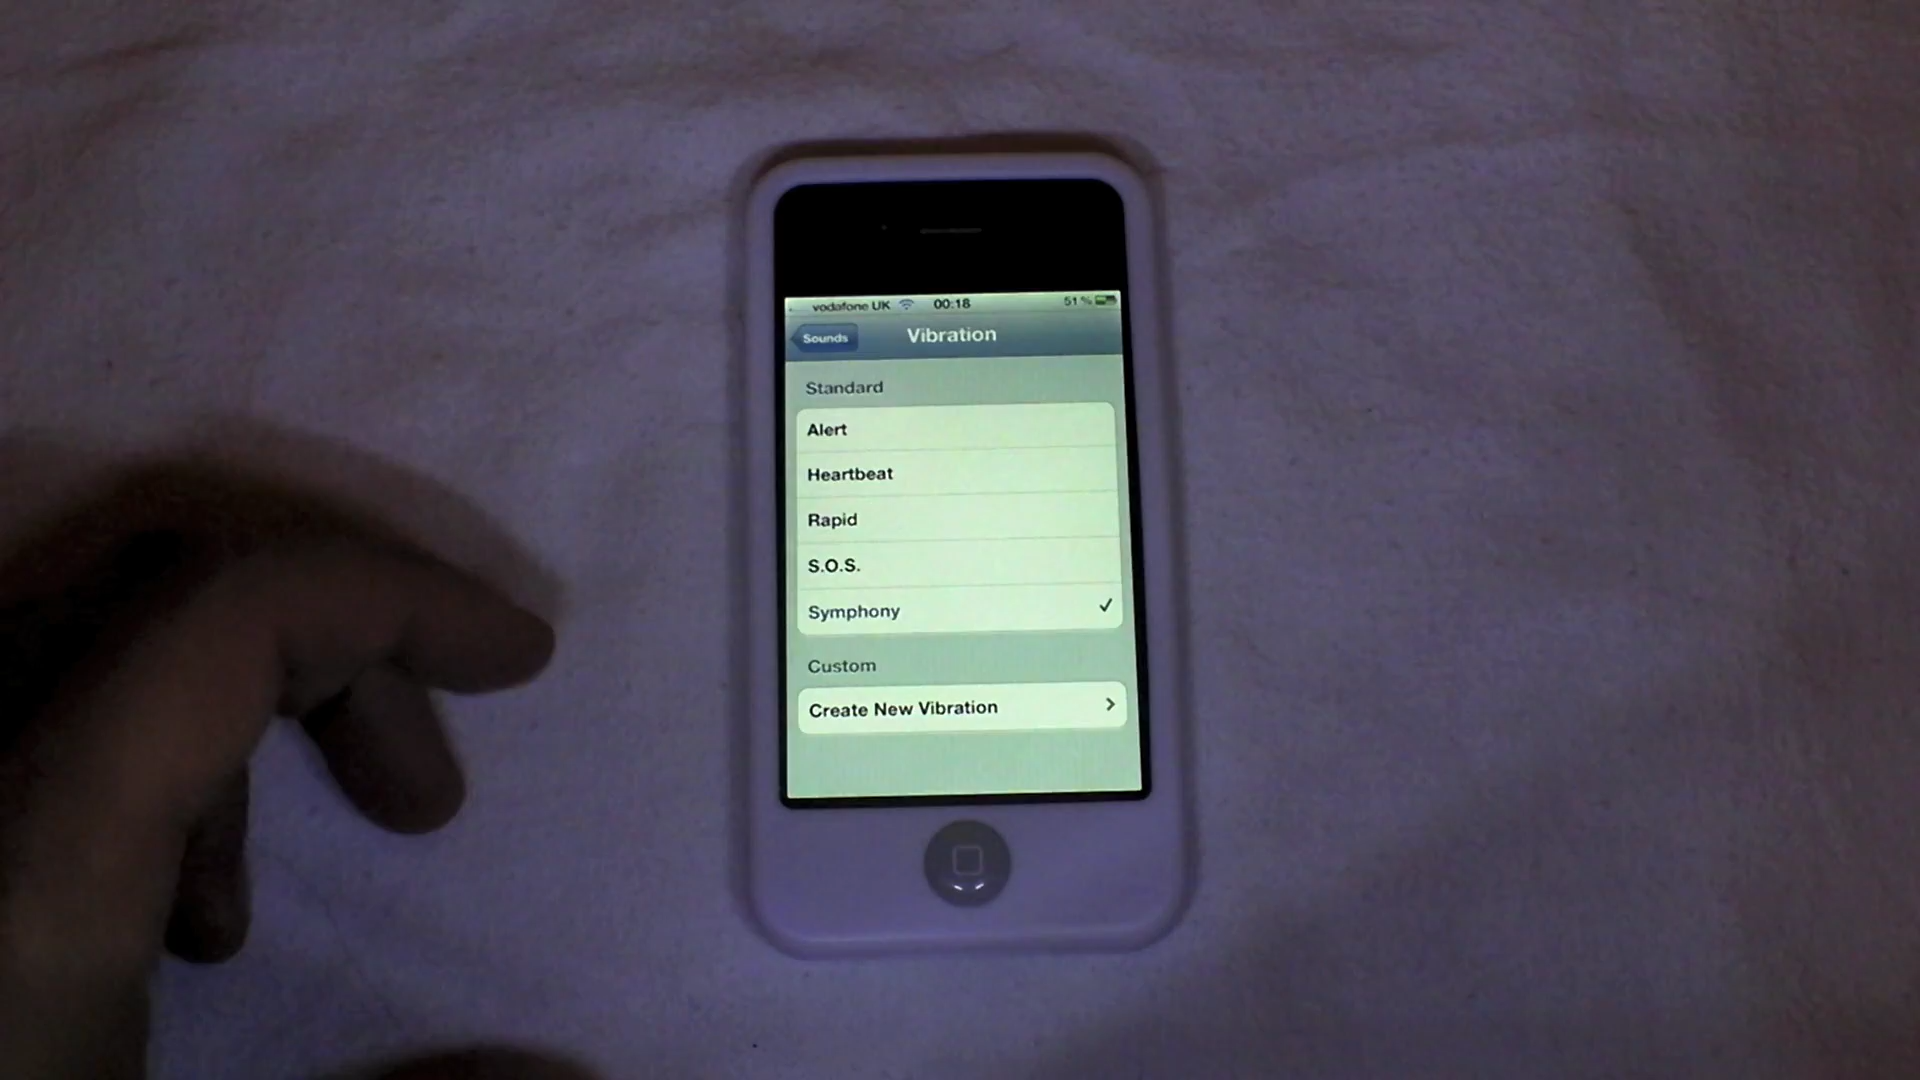 vodafone UK 00:18 51%
Sounds Vibration
Standard
Alert
Heartbeat
Rapid
S.O.S.
Symphony
Custom
Create New Vibration